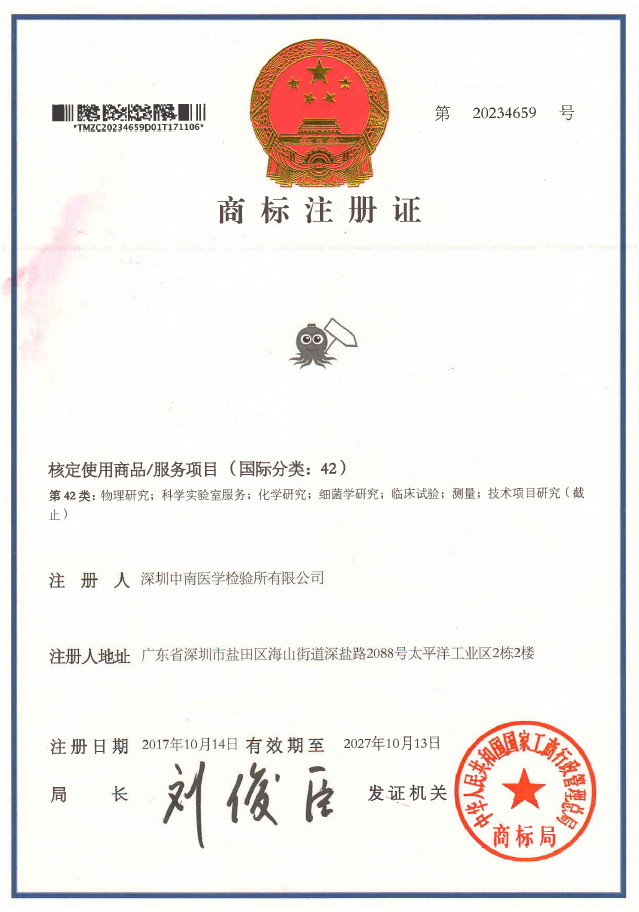 *TMZC20234659D01T171106*
第 20234659 号
商标注册证
核定使用商品/服务项目（国际分类：42）
第42类：物理研究；科学实验室服务；化学研究；细菌学研究；临床试验；测量；技术项目研究（截
止）
注 册 人 深圳中南医学检验所有限公司
注册人地址 广东省深圳市盐田区海山街道深盐路2088号太平洋工业区2栋2楼
注册日期 2017年10月14日 有效期至 2027年10月13日
局 长 刘俊臣 发证机关
中华人民共和国国家工商行政管理总局
商标局